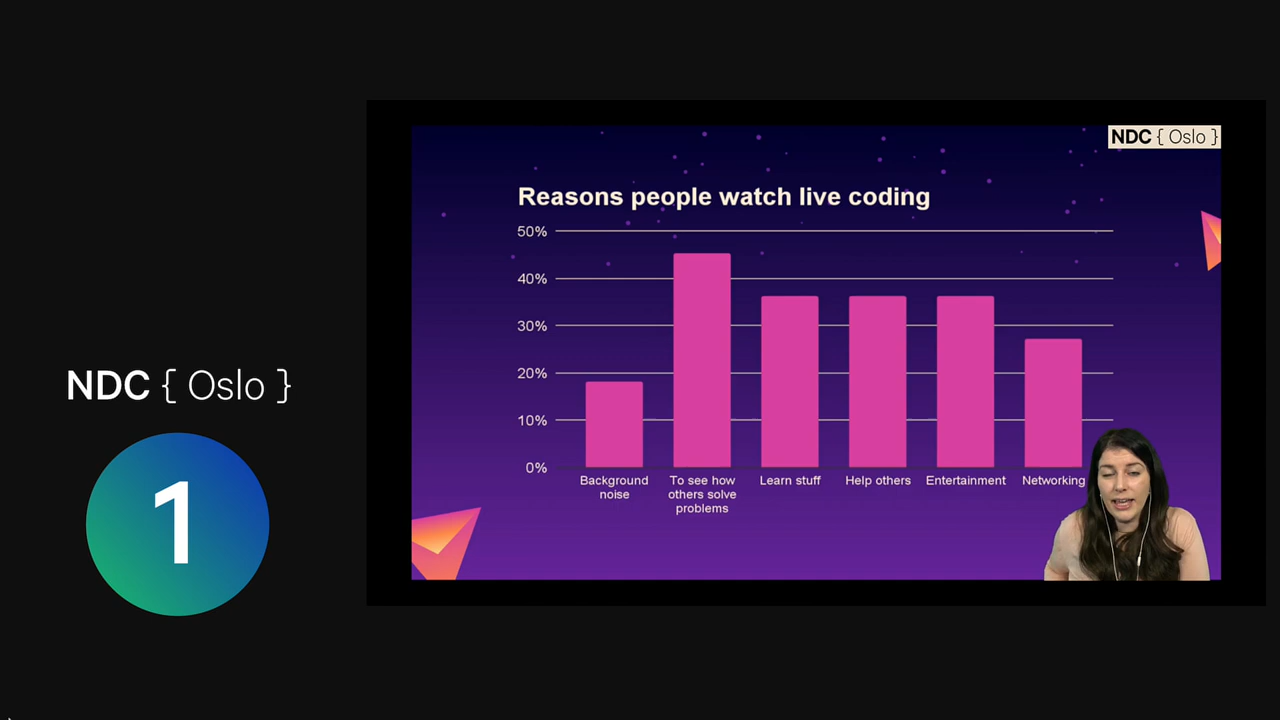 NDC { Oslo }
Reasons people watch live coding
50%
40%
30%
20%
10%
0%
Background
noise
To see how
others solve
problems
Learn stuff
Help others
Entertainment
Networking
NDC { Oslo }
1